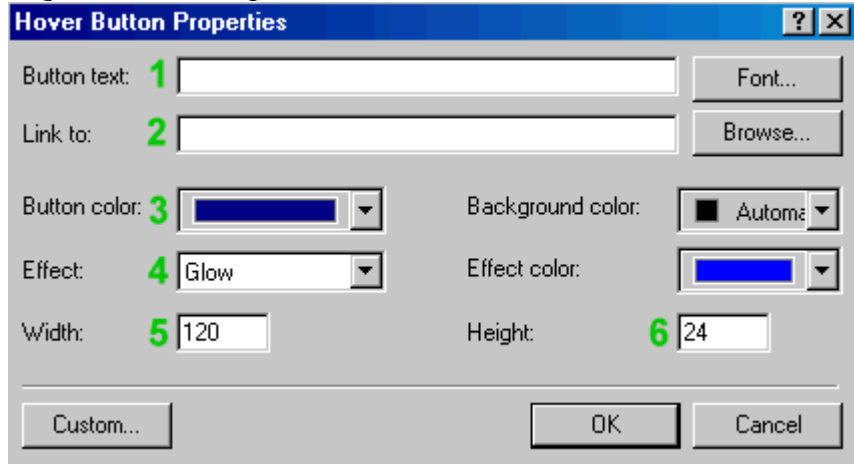 Hover Button Properties ? ×
Button text: 1 Font...
Link to: 2 Browse...
Button color: 3 Background color: Automa
Effect: 4 Glow Effect color:
Width: 5 120 Height: 6 24
Custom... OK Cancel